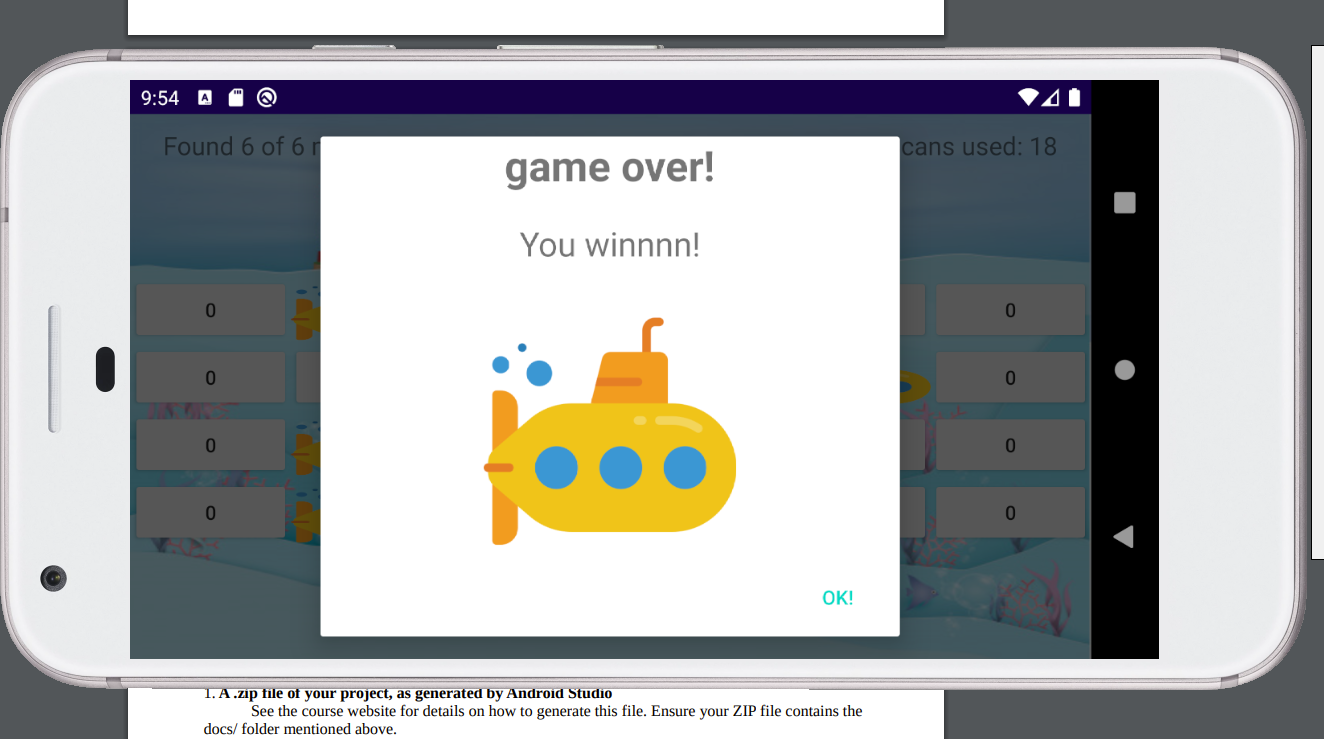 9:54
Found 6 of 6
cans used: 18
game over!
You winnnn!
0
0
0
0
0
0
0
0
OK!
1. A .zip file of your project, as generated by Android Studio
See the course website for details on how to generate this file. Ensure your ZIP file contains the
docs/ folder mentioned above.